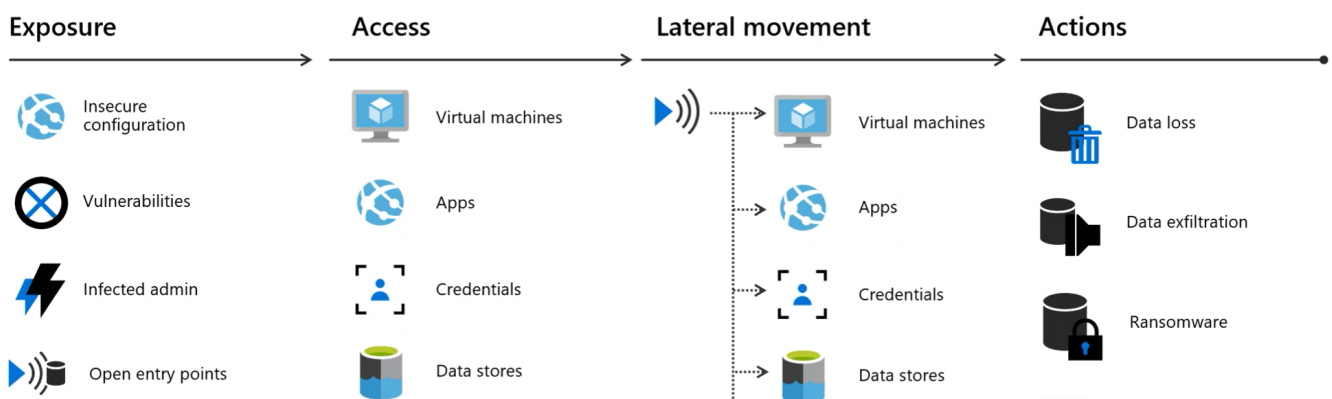 Exposure
Access
Lateral movement
Actions
Insecure
configuration
Vulnerabilities
Infected admin
Open entry points
Virtual machines
Apps
Credentials
Data stores
Virtual machines
Apps
Credentials
Data stores
Data loss
Data exfiltration
Ransomware